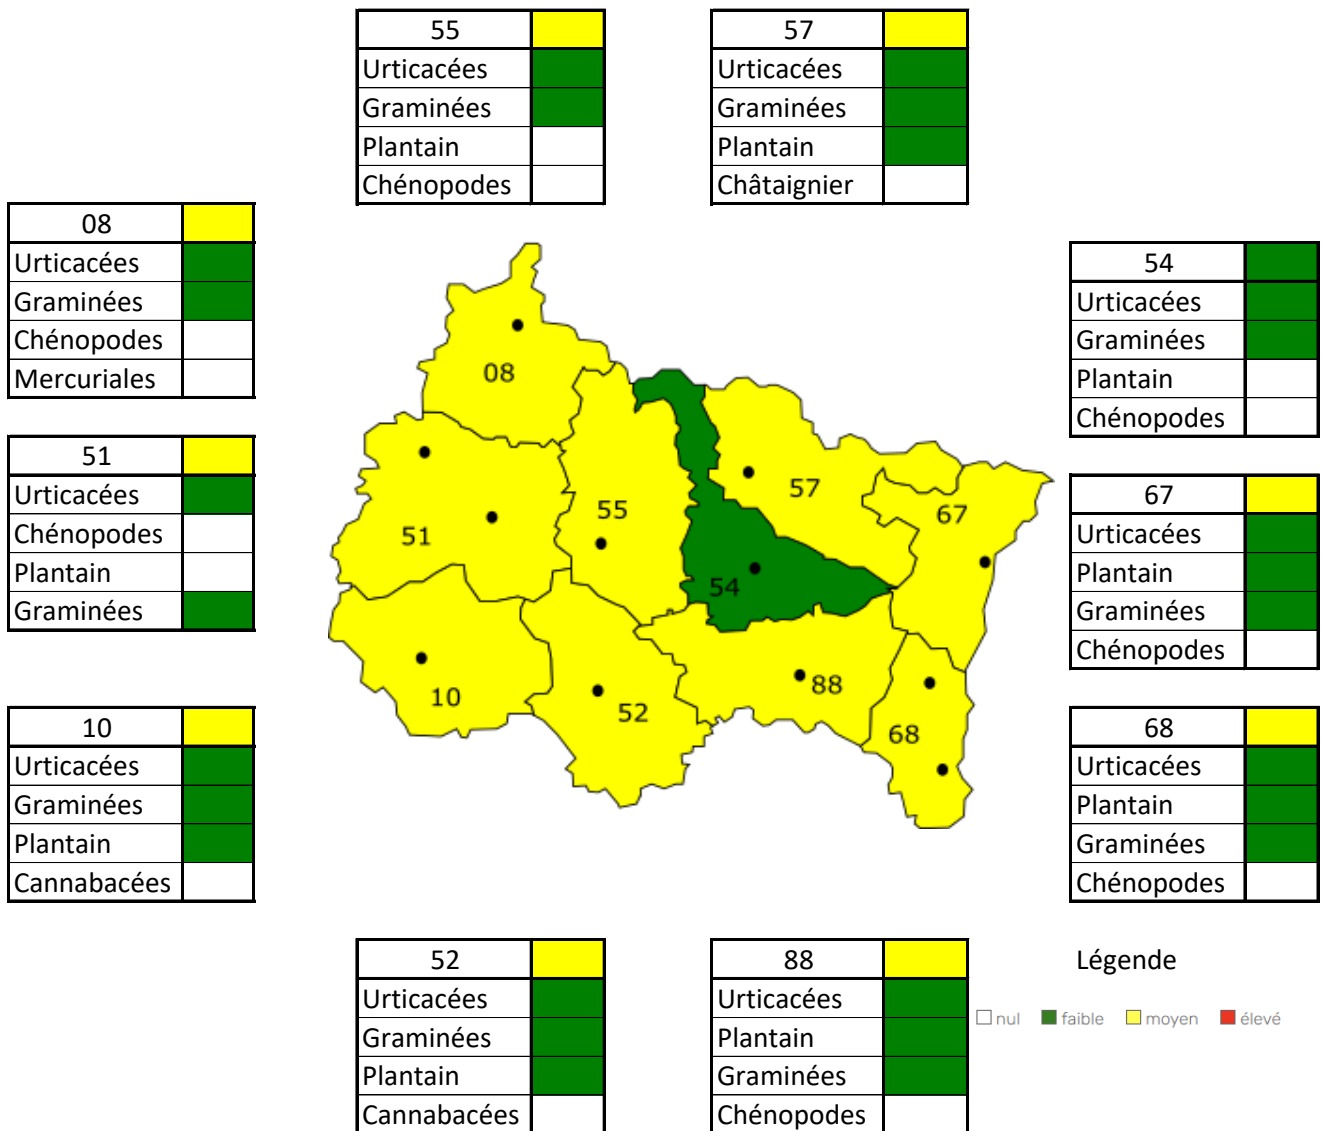 55
Urticacées
Graminées
Plantain
Chénopodes
57
Urticacées
Graminées
Plantain
Châtaignier
08
Urticacées
Graminées
Chénopodes
Mercuriales
54
Urticacées
Graminées
Plantain
Chénopodes
51
Urticacées
Chénopodes
Plantain
Graminées
67
Urticacées
Plantain
Graminées
Chénopodes
10
Urticacées
Graminées
Plantain
Cannabacées
68
Urticacées
Plantain
Graminées
Chénopodes
08
57
55
67
51
54
88
10
52
68
52
Urticacées
Graminées
Plantain
Cannabacées
88
Urticacées
Plantain
Graminées
Chénopodes
Légende
nul faible moyen élevé